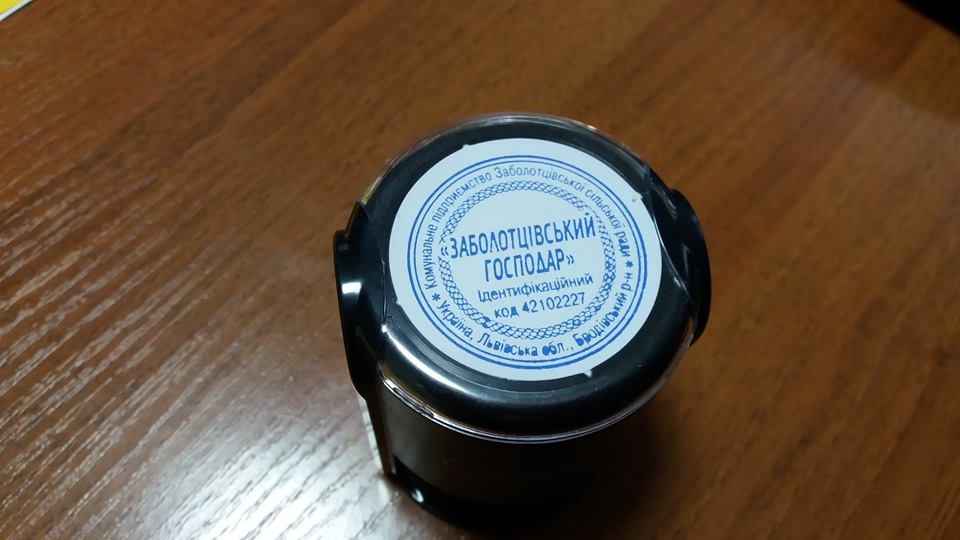 Комунальне підприємство Заболотцівської сільської ради
«ЗАБОЛОТЦІВСЬКИЙ
ГОСПОДАР»
Ідентифікаційний
код 42102227
* Україна, Львівська обл., Бродівський р-н *